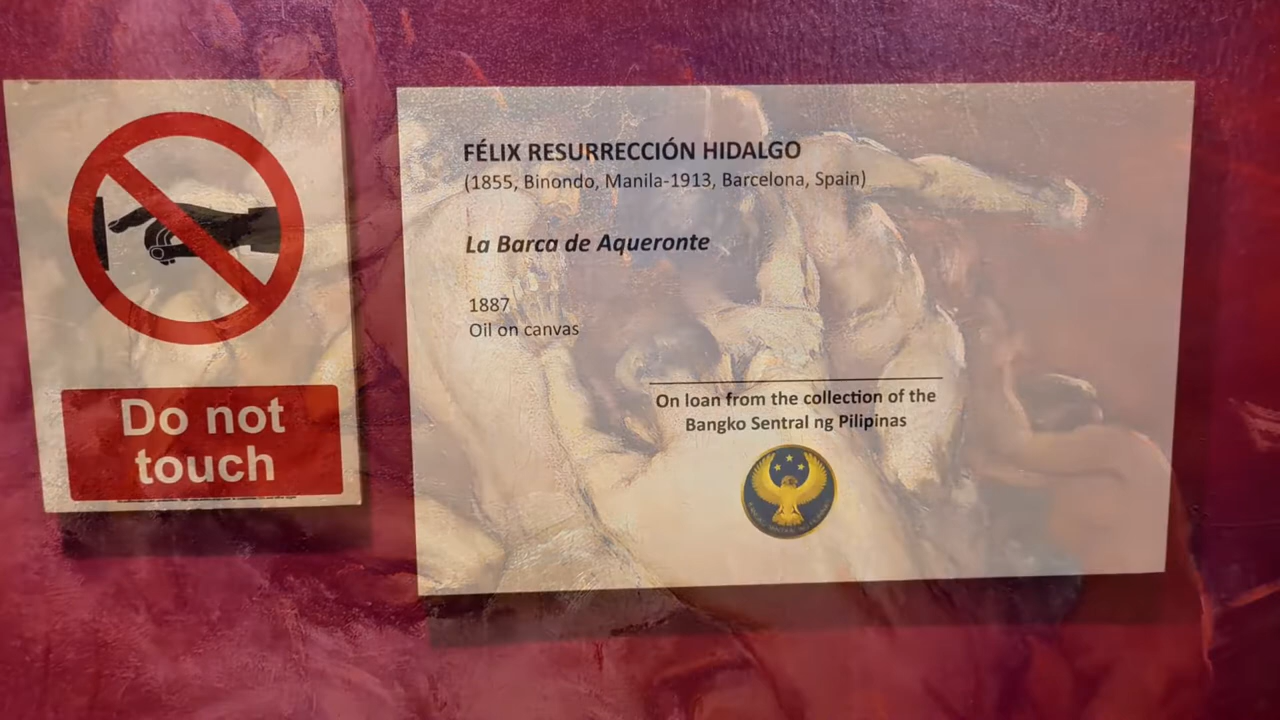 Do not
touch
FÉLIX RESURRECCIÓN HIDALGO
(1855, Binondo, Manila-1913, Barcelona, Spain)
La Barca de Aqueronte
1887
Oil on canvas
On loan from the collection of the
Bangko Sentral ng Pilipinas